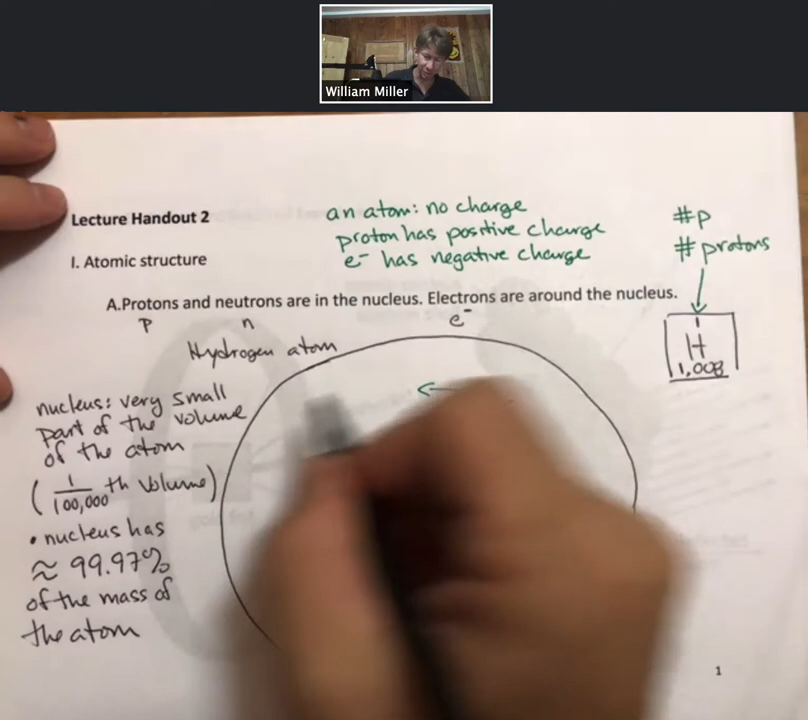 William Miller
Lecture Handout 2
an atom: no charge
proton has positive charge
e⁻ has negative charge
#p
#protons
I. Atomic structure
A.Protons and neutrons are in the nucleus. Electrons are around the nucleus.
p n e⁻
1
H
1.008
Hydrogen atom
nucleus: very small
part of the volume
of the atom
(1/100,000 th volume)
• nucleus has
≈ 99.97%
of the mass of
the atom
1